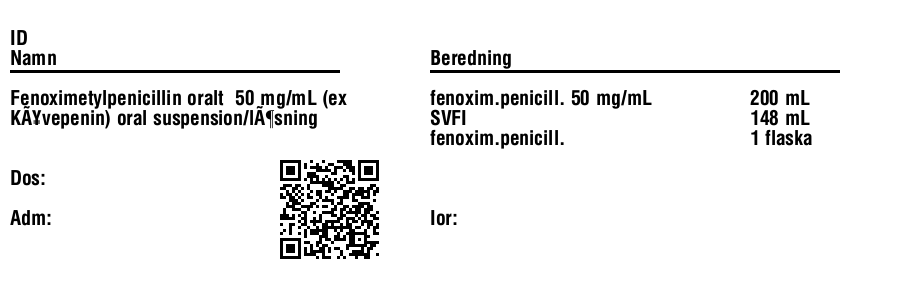 ID
Namn
Beredning
Fenoximetylpenicillin oralt 50 mg/mL (ex
KÃ¥vepenin) oral suspension/lÃ¶sning
fenoxim.penicill. 50 mg/mL 200 mL
SVFI 148 mL
fenoxim.penicill. 1 flaska
Dos:
Adm:
Ior: